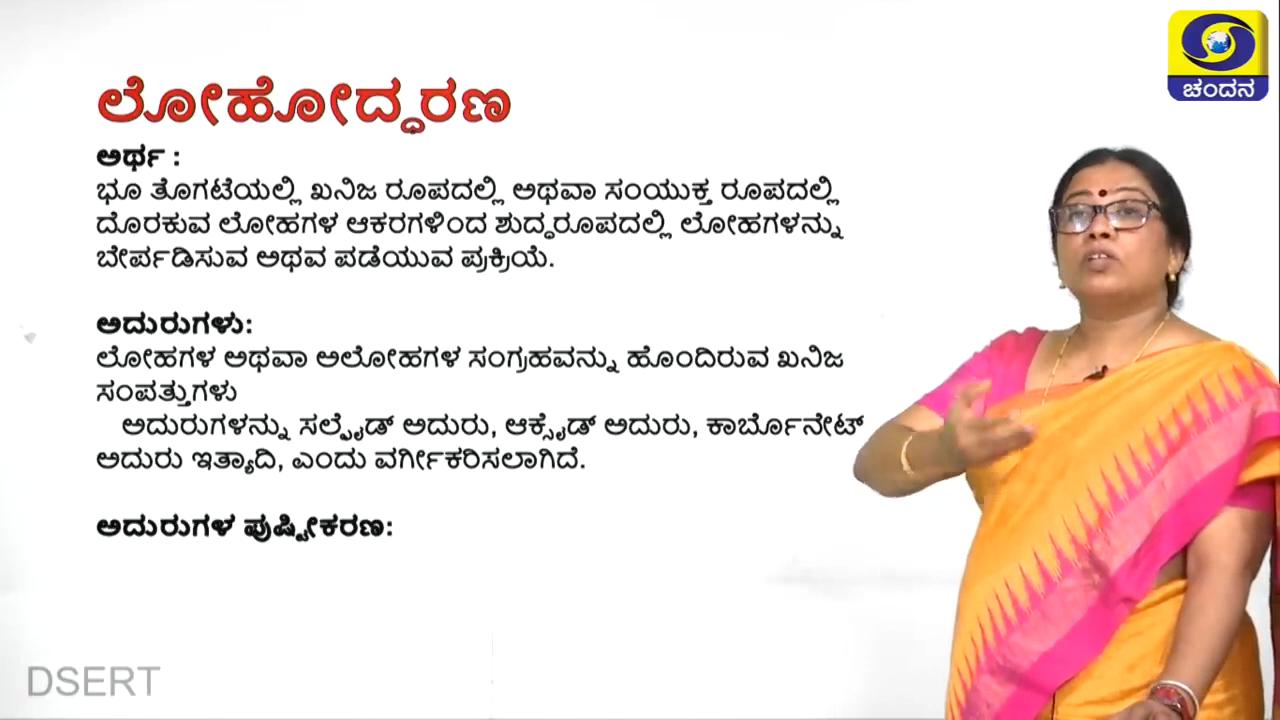 ಚಂದನ
ಲೋಹೋದ್ಧರಣ
ಅರ್ಥ :
ಭೂ ತೊಗಟೆಯಲ್ಲಿ ಖನಿಜ ರೂಪದಲ್ಲಿ ಅಥವಾ ಸಂಯುಕ್ತ ರೂಪದಲ್ಲಿ
ದೊರಕುವ ಲೋಹಗಳ ಆಕರಗಳಿಂದ ಶುದ್ಧರೂಪದಲ್ಲಿ ಲೋಹಗಳನ್ನು
ಬೇರ್ಪಡಿಸುವ ಅಥವ ಪಡೆಯುವ ಪ್ರಕ್ರಿಯೆ.
ಅದುರುಗಳು:
ಲೋಹಗಳ ಅಥವಾ ಅಲೋಹಗಳ ಸಂಗ್ರಹವನ್ನು ಹೊಂದಿರುವ ಖನಿಜ
ಸಂಪತ್ತುಗಳು
ಅದುರುಗಳನ್ನು ಸಲ್ಫೈಡ್ ಅದುರು, ಆಕ್ಸೈಡ್ ಅದುರು, ಕಾರ್ಬೊನೇಟ್
ಅದುರು ಇತ್ಯಾದಿ, ಎಂದು ವರ್ಗೀಕರಿಸಲಾಗಿದೆ.
ಅದುರುಗಳ ಪುಷ್ಟೀಕರಣ:
DSERT